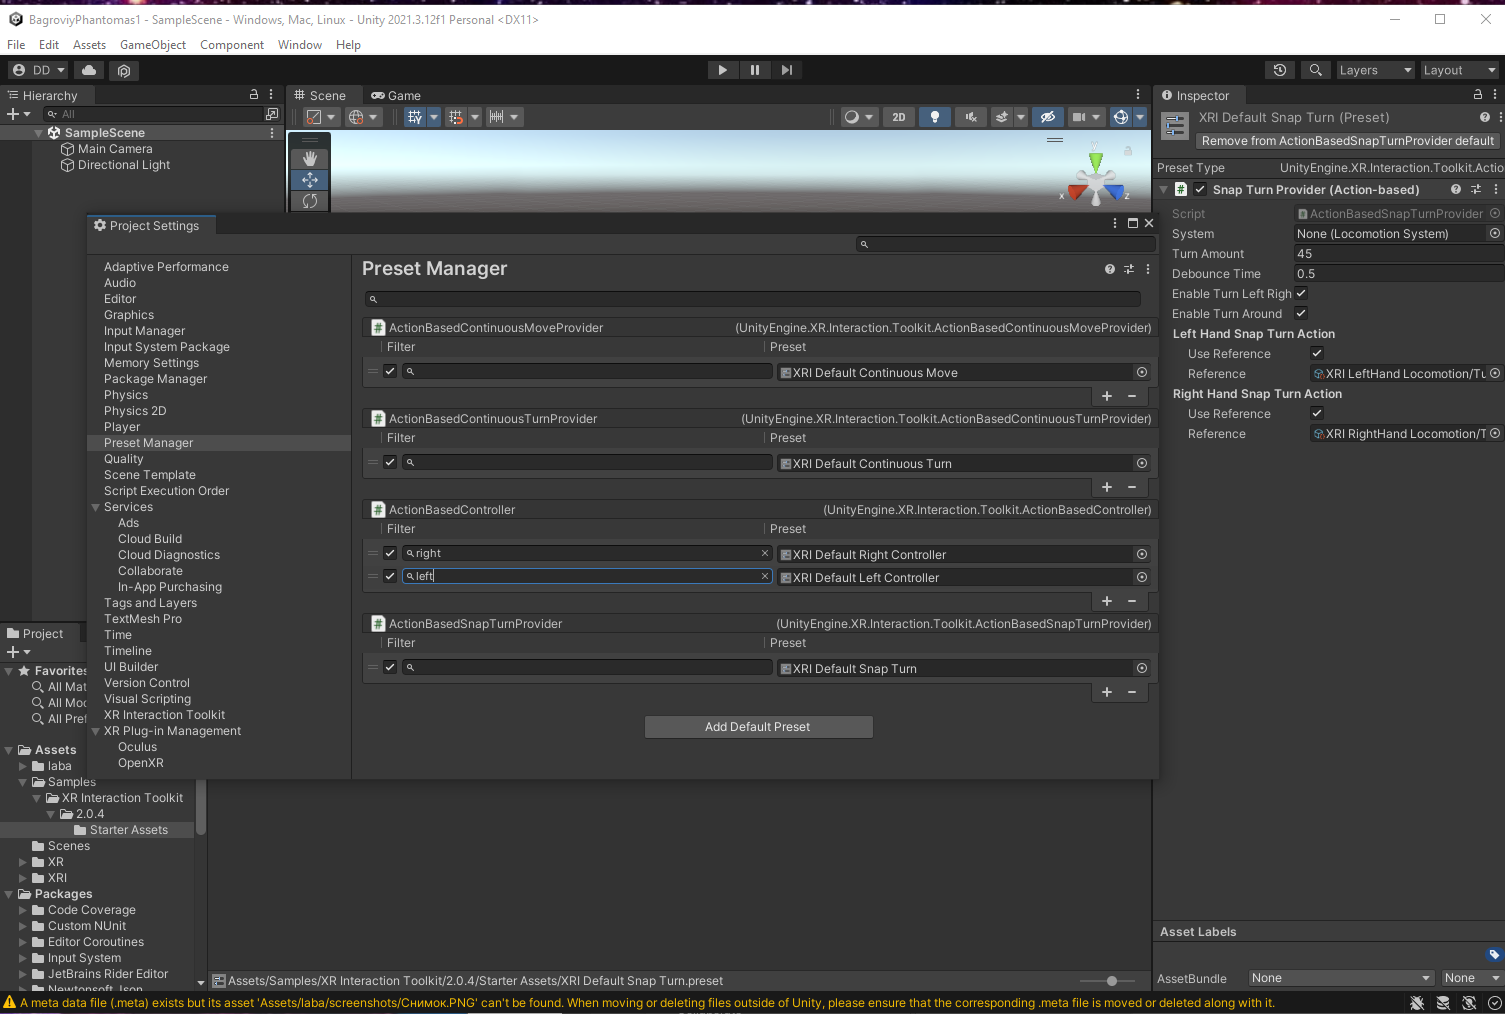 BagroviyPhantomas1 - SampleScene - Windows, Mac, Linux - Unity 2021.3.12f1 Personal <DX11>
File Edit Assets GameObject Component Window Help
DD Layers Layout
Hierarchy
All
SampleScene
Main Camera
Directional Light
Scene Game
2D
y
x z
Inspector
XRI Default Snap Turn (Preset)
Remove from ActionBasedSnapTurnProvider default
Preset Type UnityEngine.XR.Interaction.Toolkit.Actio
Snap Turn Provider (Action-based)
Script ActionBasedSnapTurnProvider
System None (Locomotion System)
Turn Amount 45
Debounce Time 0.5
Enable Turn Left Righ
Enable Turn Around
Left Hand Snap Turn Action
Use Reference
Reference XRI LeftHand Locomotion/Tu
Right Hand Snap Turn Action
Use Reference
Reference XRI RightHand Locomotion/T
Project Settings
Adaptive Performance
Audio
Editor
Graphics
Input Manager
Input System Package
Memory Settings
Package Manager
Physics
Physics 2D
Player
Preset Manager
Quality
Scene Template
Script Execution Order
Services
Ads
Cloud Build
Cloud Diagnostics
Collaborate
In-App Purchasing
Tags and Layers
TextMesh Pro
Time
Timeline
UI Builder
Version Control
Visual Scripting
XR Interaction Toolkit
XR Plug-in Management
Oculus
OpenXR
Preset Manager
ActionBasedContinuousMoveProvider (UnityEngine.XR.Interaction.Toolkit.ActionBasedContinuousMoveProvider)
Filter Preset
XRI Default Continuous Move
ActionBasedContinuousTurnProvider (UnityEngine.XR.Interaction.Toolkit.ActionBasedContinuousTurnProvider)
Filter Preset
XRI Default Continuous Turn
ActionBasedController (UnityEngine.XR.Interaction.Toolkit.ActionBasedController)
Filter Preset
right XRI Default Right Controller
left XRI Default Left Controller
ActionBasedSnapTurnProvider (UnityEngine.XR.Interaction.Toolkit.ActionBasedSnapTurnProvider)
Filter Preset
XRI Default Snap Turn
Add Default Preset
Project
Favorites
All Mat
All Mod
All Pref
Assets
laba
Samples
XR Interaction Toolkit
2.0.4
Starter Assets
Scenes
XR
XRI
Packages
Code Coverage
Custom NUnit
Editor Coroutines
Input System
JetBrains Rider Editor
Newtonsoft Json
Assets/Samples/XR Interaction Toolkit/2.0.4/Starter Assets/XRI Default Snap Turn.preset
Asset Labels
AssetBundle None None
A meta data file (.meta) exists but its asset 'Assets/laba/screenshots/Снимок.PNG' can't be found. When moving or deleting files outside of Unity, please ensure that the corresponding .meta file is moved or deleted along with it.